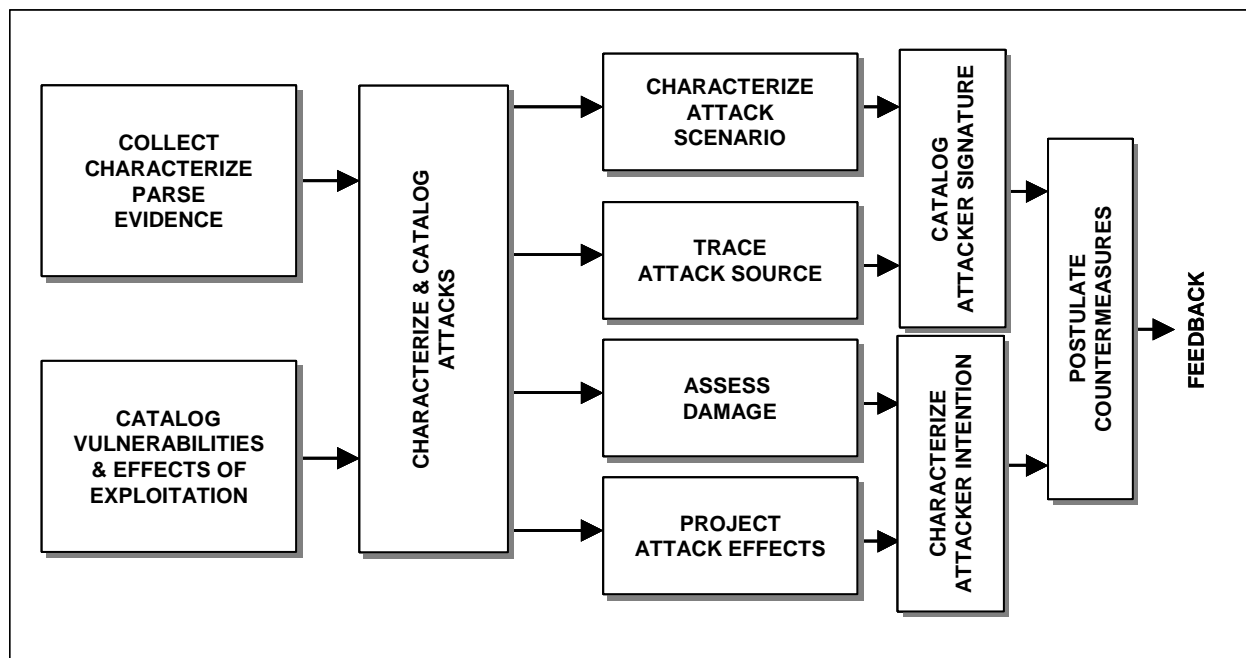 COLLECT
CHARACTERIZE
PARSE
EVIDENCE
CATALOG
VULNERABILITIES
& EFFECTS OF
EXPLOITATION
CHARACTERIZE & CATALOG
ATTACKS
CHARACTERIZE
ATTACK
SCENARIO
TRACE
ATTACK SOURCE
ASSESS
DAMAGE
PROJECT
ATTACK EFFECTS
CATALOG
ATTACKER SIGNATURE
CHARACTERIZE
ATTACKER INTENTION
POSTULATE
COUNTERMEASURES
FEEDBACK